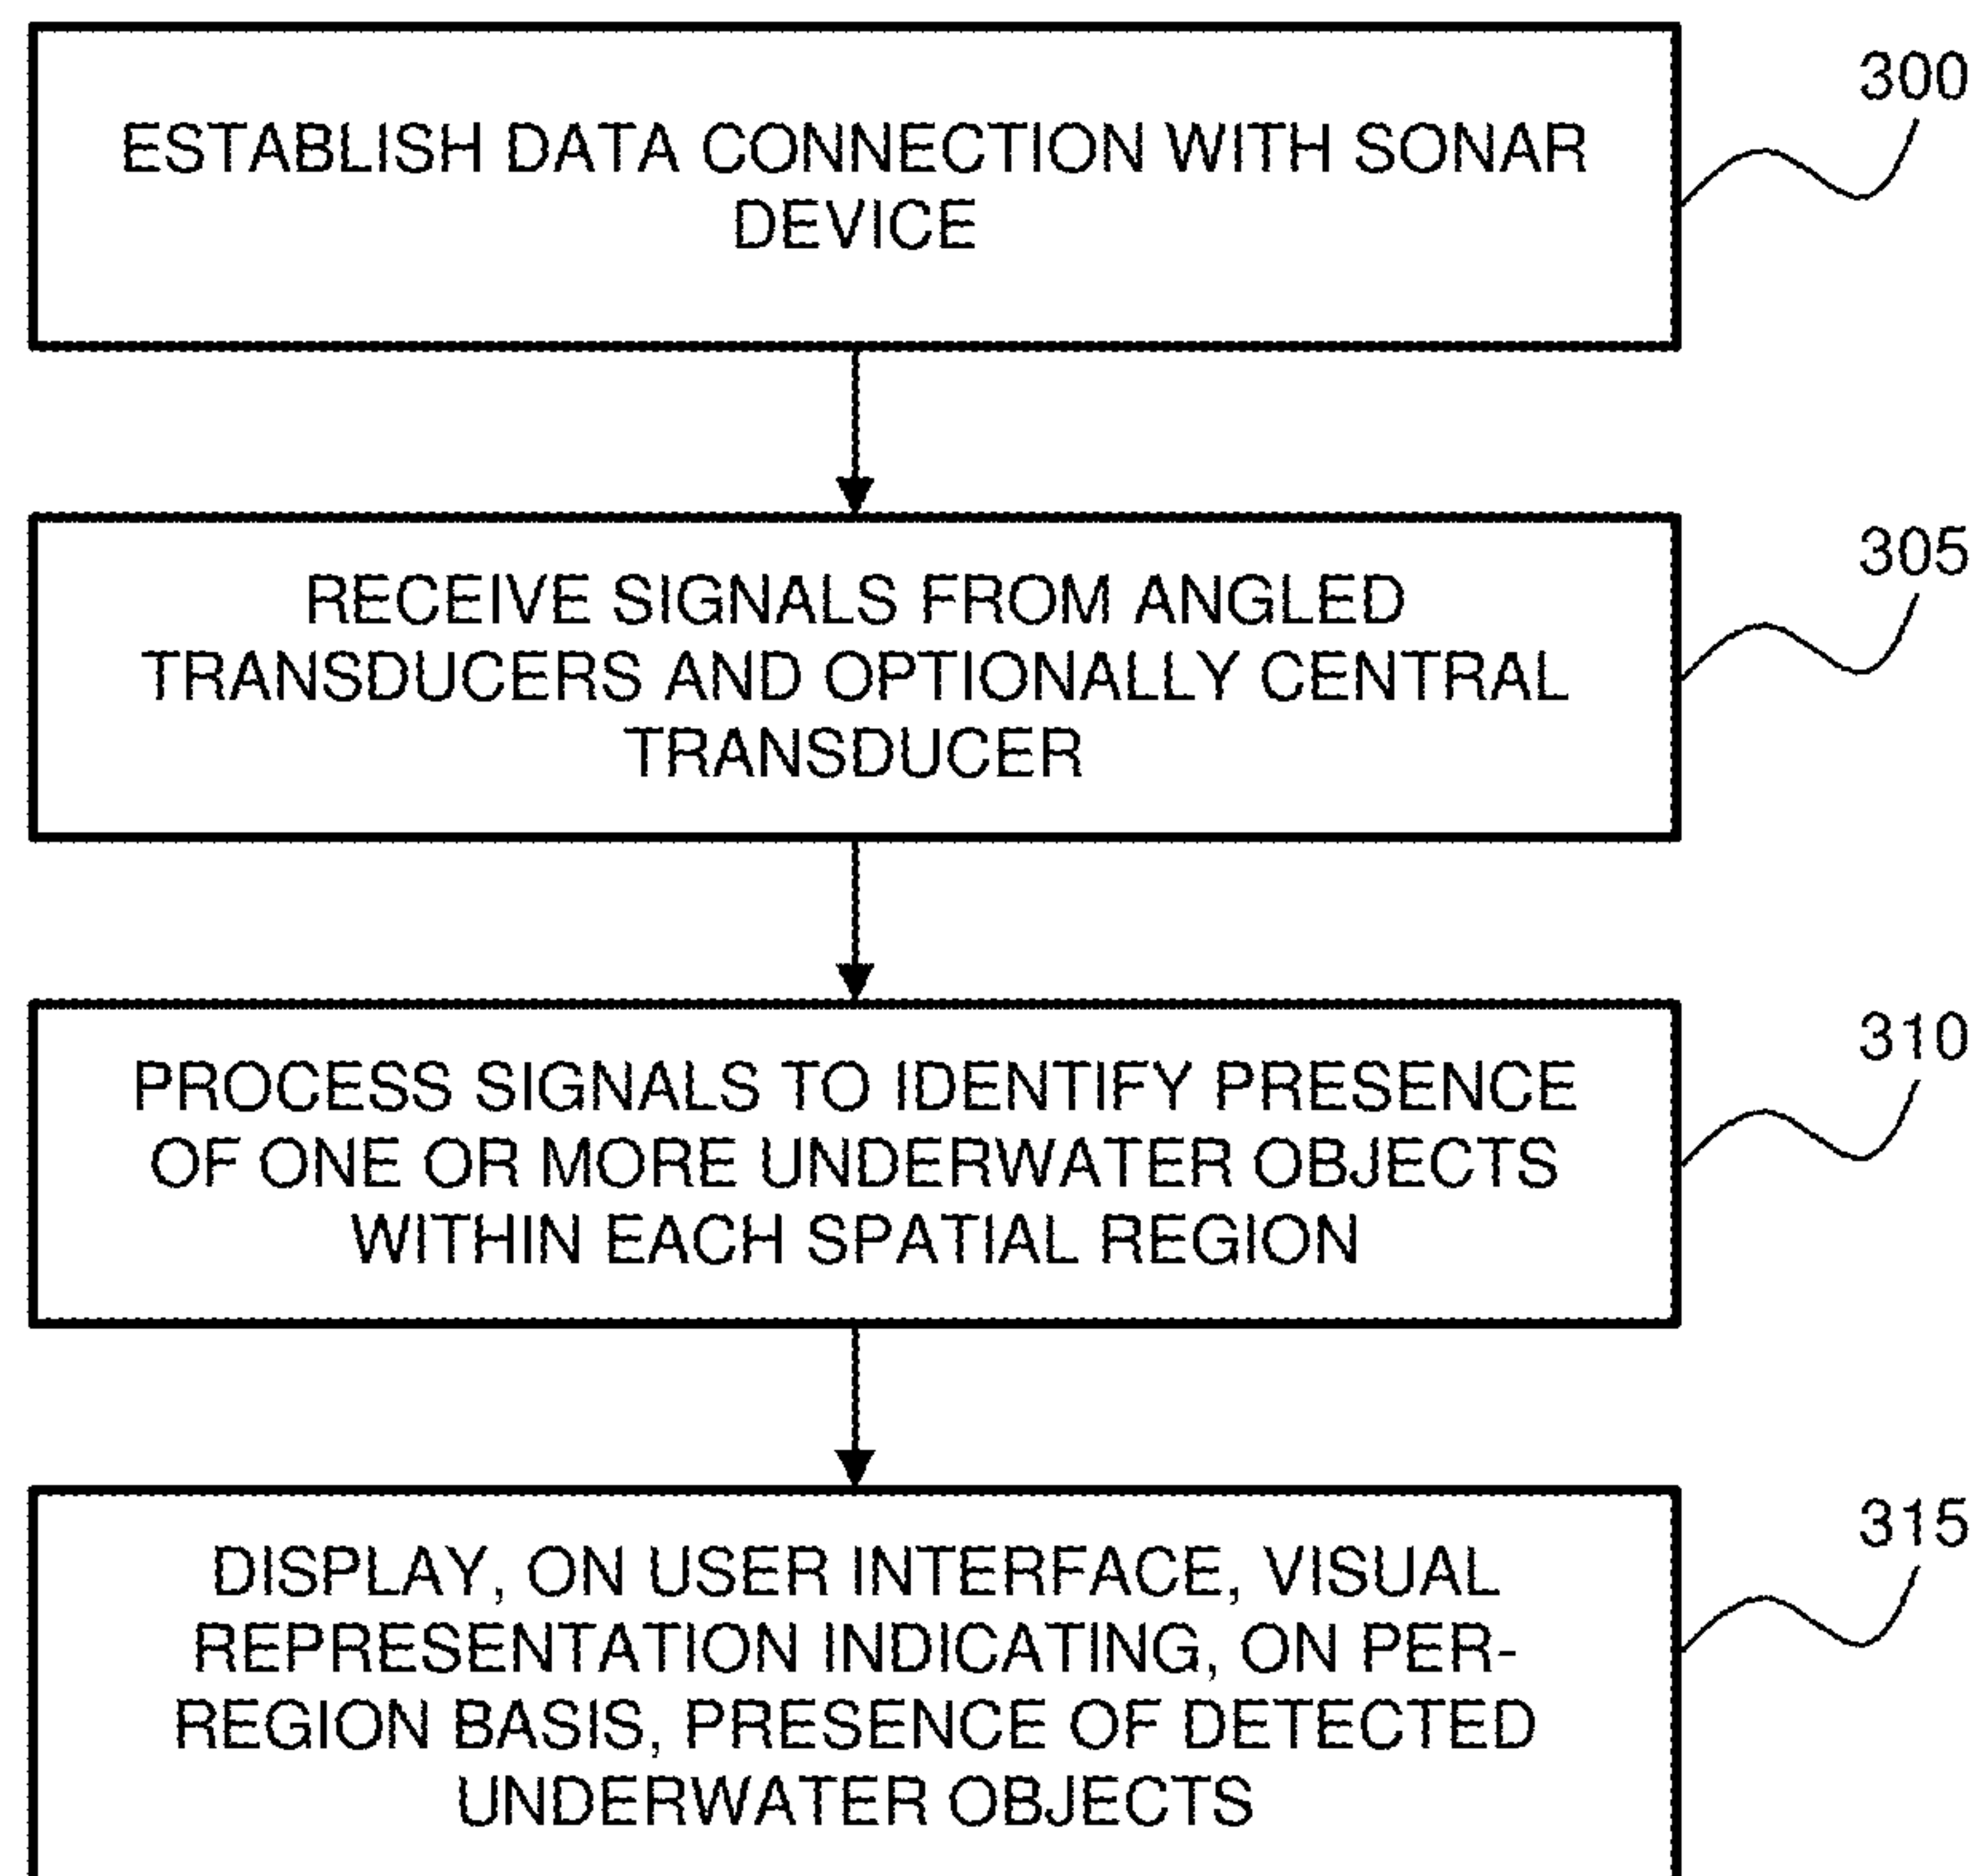 ESTABLISH DATA CONNECTION WITH SONAR
DEVICE
300
RECEIVE SIGNALS FROM ANGLED
TRANSDUCERS AND OPTIONALLY CENTRAL
TRANSDUCER
305
PROCESS SIGNALS TO IDENTIFY PRESENCE
OF ONE OR MORE UNDERWATER OBJECTS
WITHIN EACH SPATIAL REGION
310
DISPLAY, ON USER INTERFACE, VISUAL
REPRESENTATION INDICATING, ON PER-
REGION BASIS, PRESENCE OF DETECTED
UNDERWATER OBJECTS
315